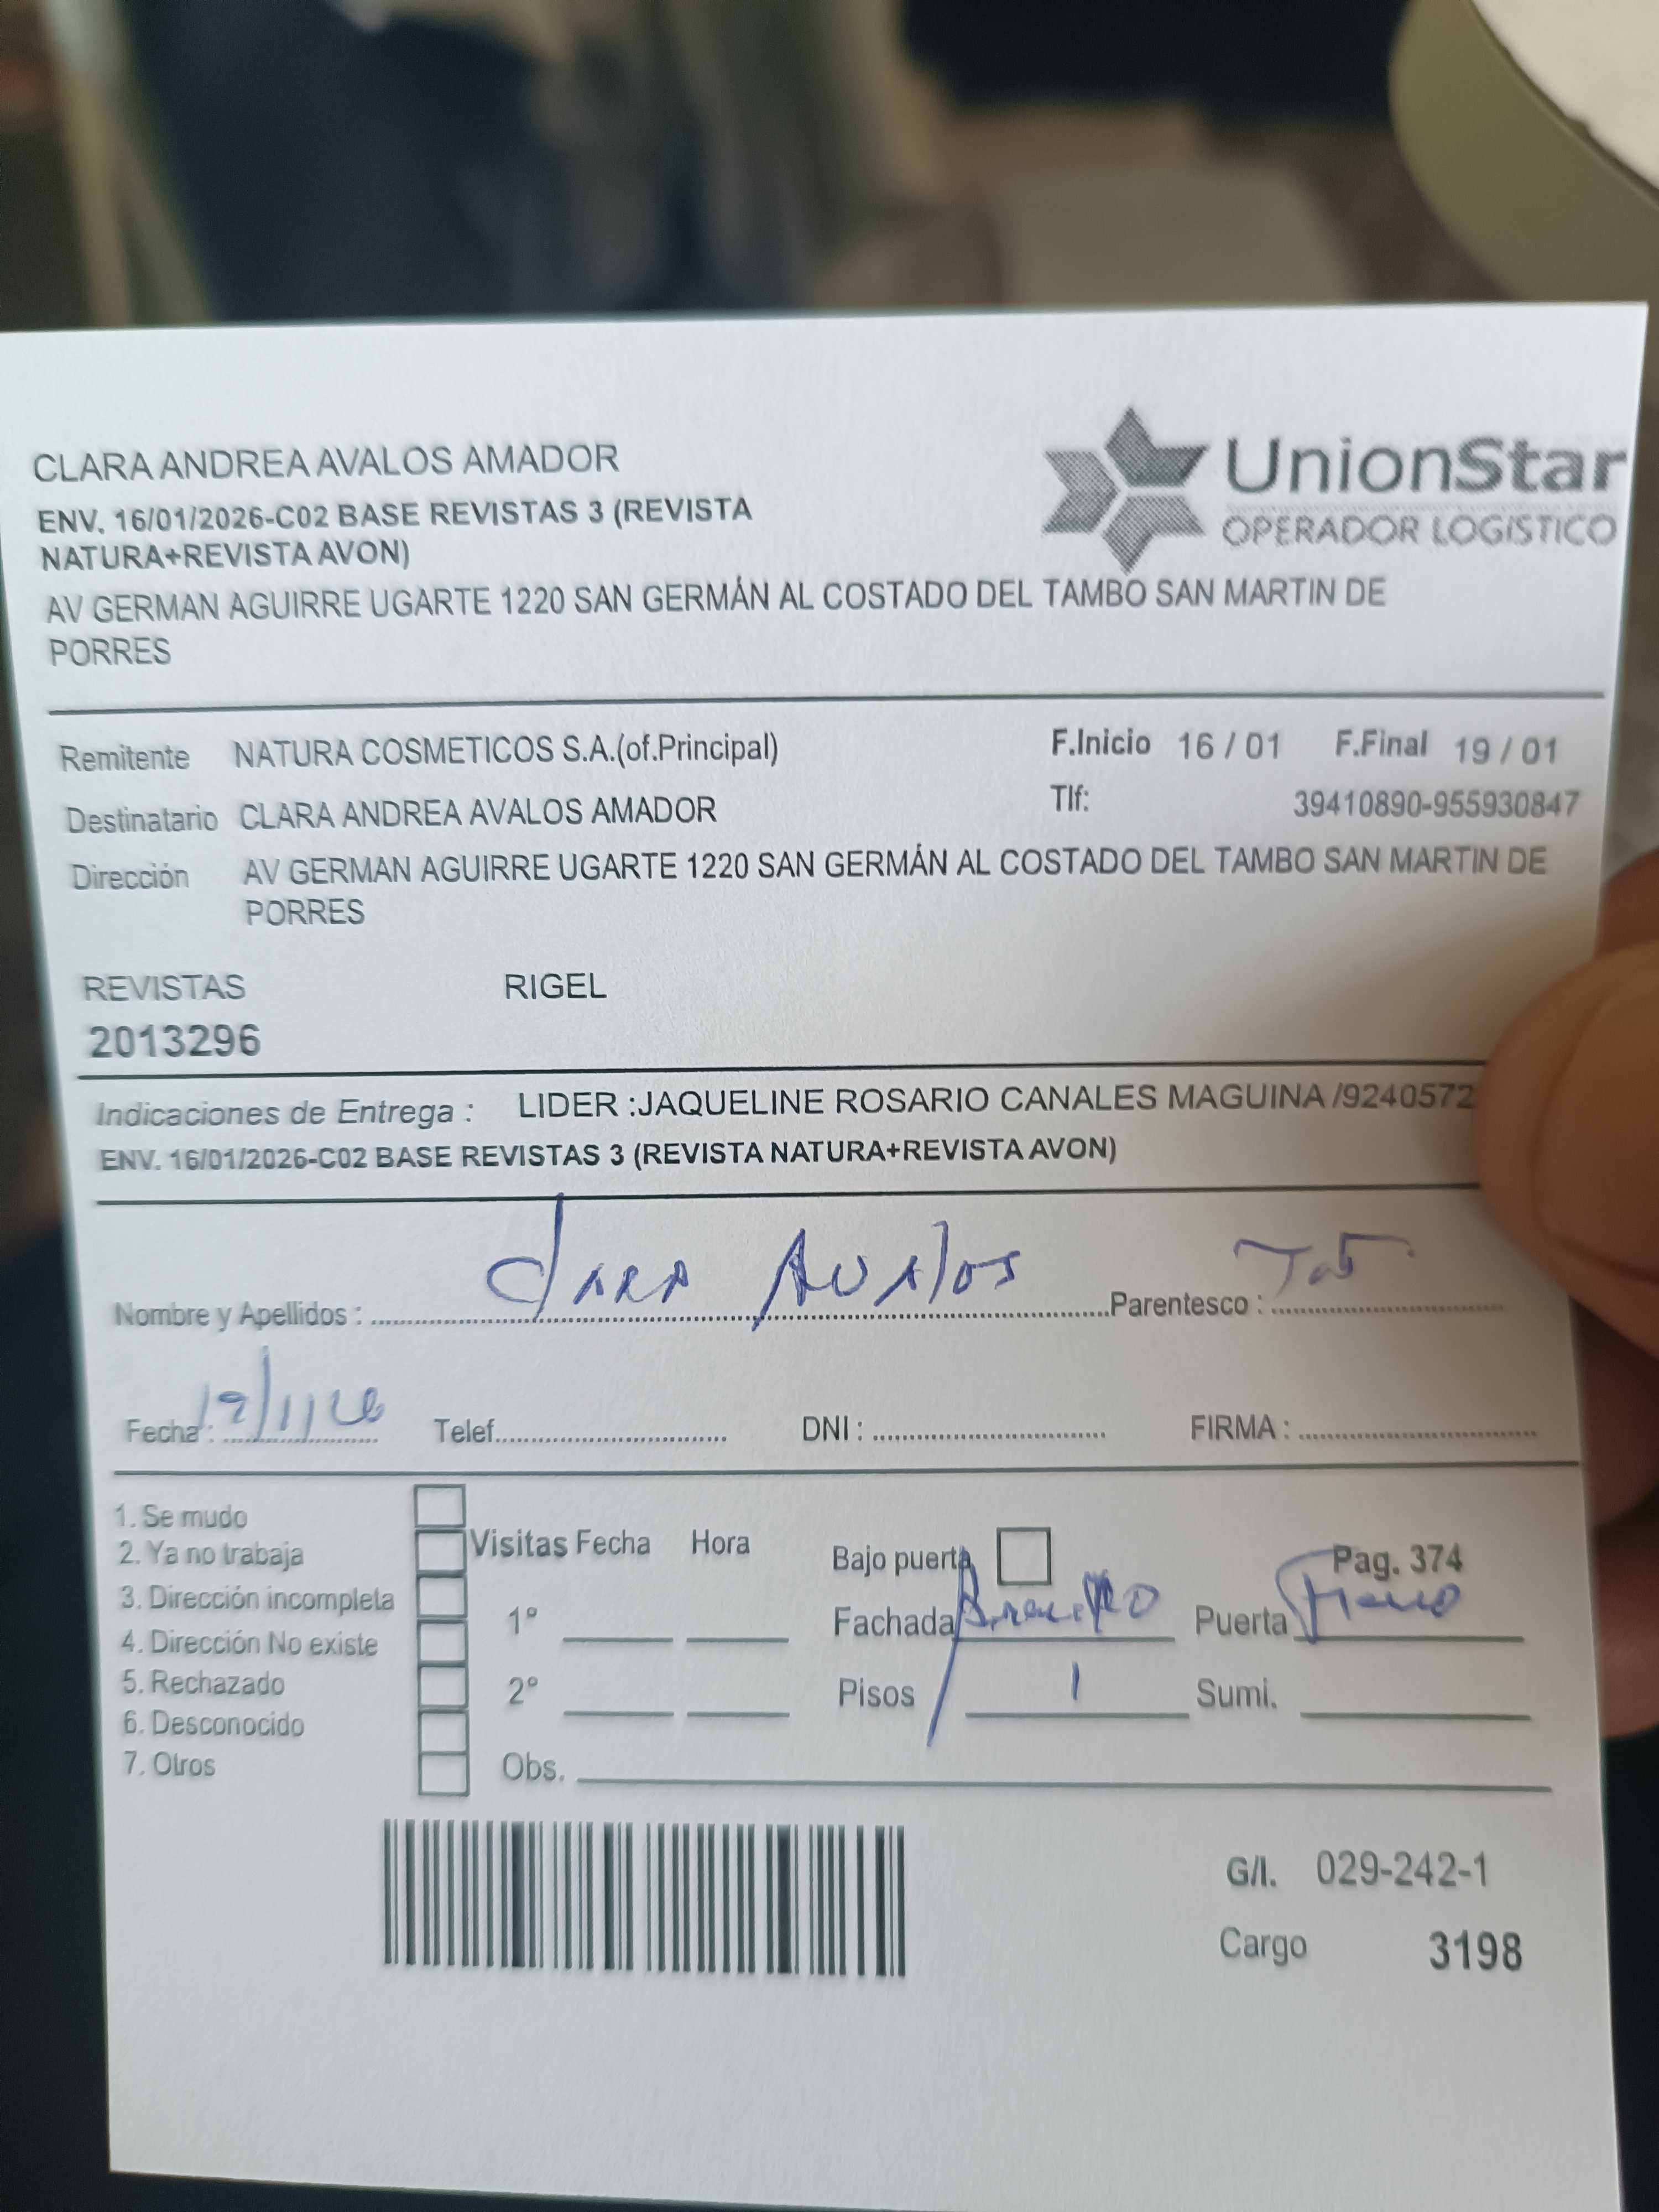 CLARA ANDREA AVALOS AMADOR
ENV. 16/01/2026-C02 BASE REVISTAS 3 (REVISTA
NATURA+REVISTA AVON)
AV GERMAN AGUIRRE UGARTE 1220 SAN GERMÁN AL COSTADO DEL TAMBO SAN MARTIN DE
PORRES
UnionStar
OPERADOR LOGíSTICO
Remitente NATURA COSMETICOS S.A.(of.Principal) F.Inicio 16 / 01 F.Final 19 / 01
Destinatario CLARA ANDREA AVALOS AMADOR Tlf: 39410890-955930847
Dirección AV GERMAN AGUIRRE UGARTE 1220 SAN GERMÁN AL COSTADO DEL TAMBO SAN MARTIN DE
PORRES
REVISTAS RIGEL
2013296
Indicaciones de Entrega : LIDER :JAQUELINE ROSARIO CANALES MAGUINA /9240572
ENV. 16/01/2026-C02 BASE REVISTAS 3 (REVISTA NATURA+REVISTA AVON)
Nombre y Apellidos : Clara Avalos Parentesco :
Fecha : Telef. DNI : FIRMA :
1. Se mudo
2. Ya no trabaja
3. Dirección incompleta
4. Dirección No existe
5. Rechazado
6. Desconocido
7. Otros
Visitas Fecha Hora
1º
2º
Obs.
Bajo puerta Pag. 374
Fachada Puerta
Pisos 1 Sumi.
G/I. 029-242-1
Cargo 3198